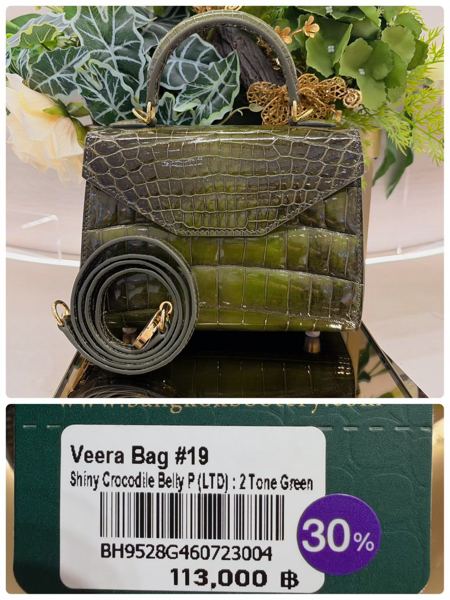 Veera Bag #19
Shiny Crocodile Belly P (LTD) : 2 Tone Green
BH9528G460723004
113,000 ฿
30%